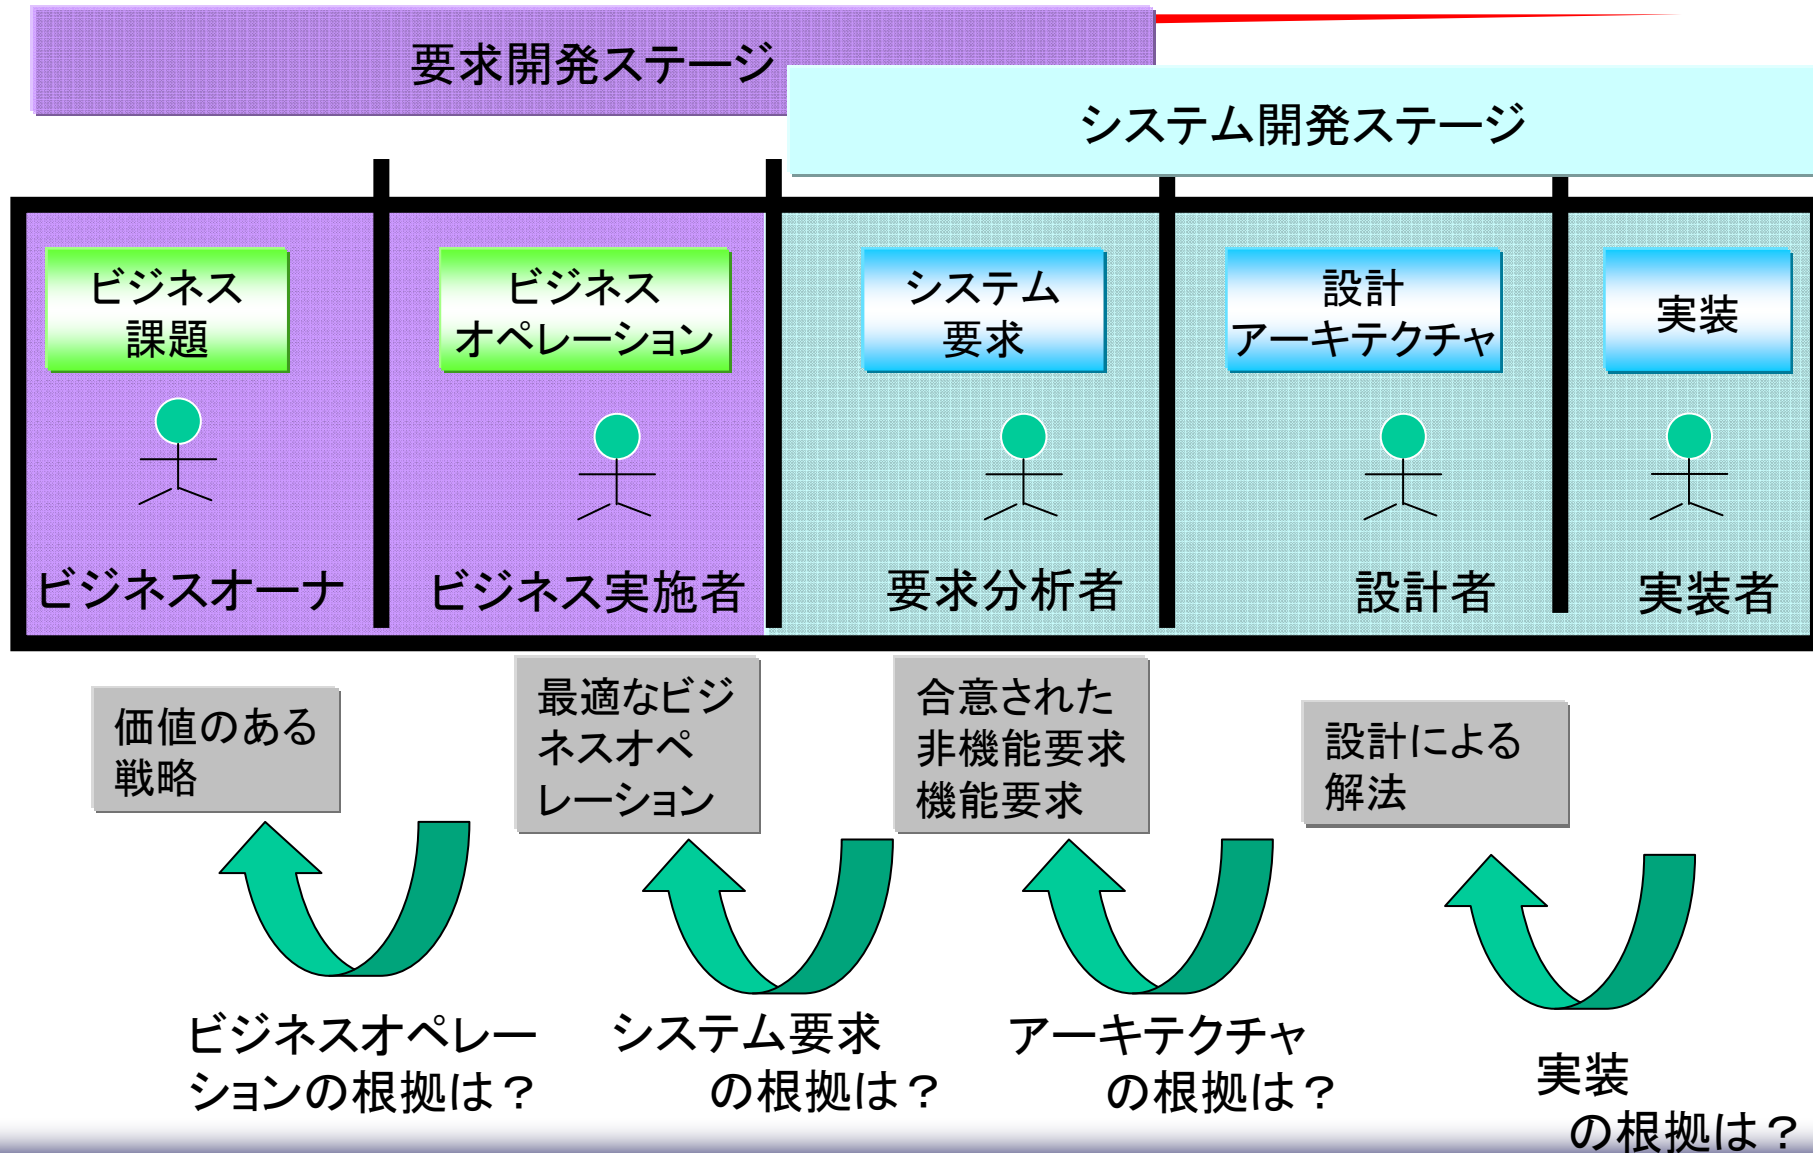 要求開発ステージ
システム開発ステージ
ビジネス
課題
ビジネス
オペレーション
システム
要求
設計
アーキテクチャ
実装
ビジネスオーナ
ビジネス実施者
要求分析者
設計者
実装者
価値のある
戦略
最適なビジ
ネスオペ
レーション
合意された
非機能要求
機能要求
設計による
解法
ビジネスオペレー
ションの根拠は？
システム要求
の根拠は？
アーキテクチャ
の根拠は？
実装
の根拠は？